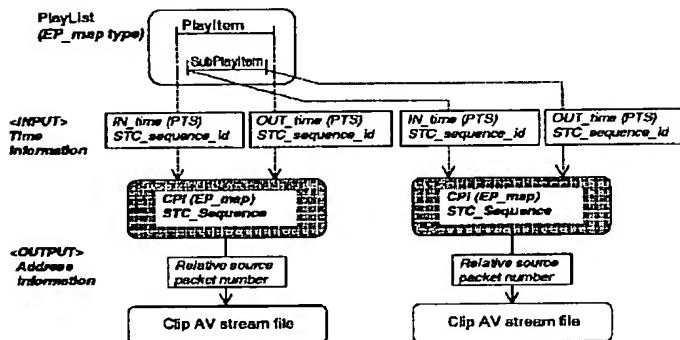 PlayList
(EP_map type)
PlayItem
SubPlayItem
<INPUT>
Time
Information
IN_time (PTS)
STC_sequence_id
OUT_time (PTS)
STC_sequence_id
IN_time (PTS)
STC_sequence_id
OUT_time (PTS)
STC_sequence_id
CPI (EP_map)
STC_Sequence
CPI (EP_map)
STC_Sequence
<OUTPUT>
Address
Information
Relative source
packet number
Relative source
packet number
Clip AV stream file
Clip AV stream file